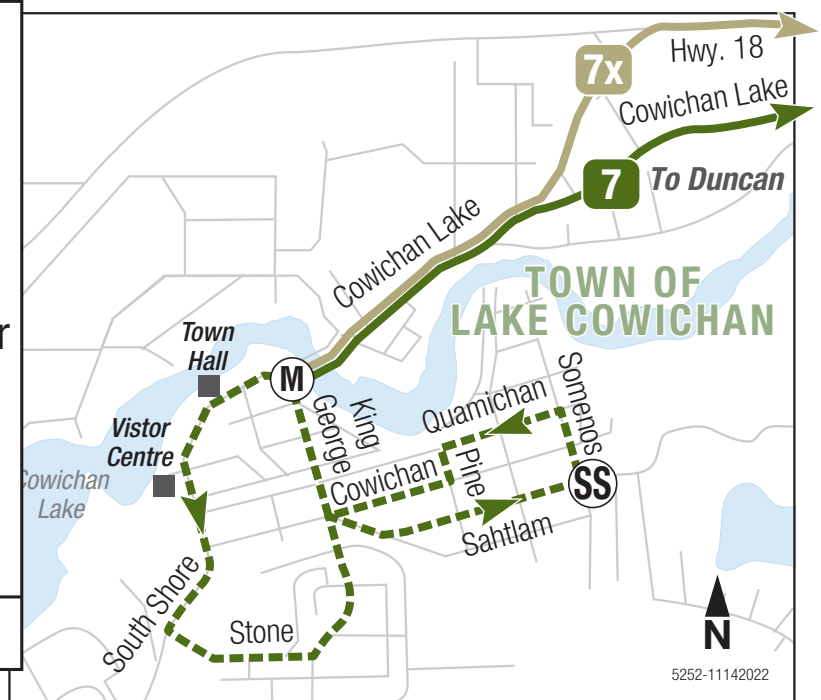 7x
Hwy. 18
Cowichan Lake
7
To Duncan
Cowichan Lake
TOWN OF
LAKE COWICHAN
r
Town
Hall
M
Vistor
Centre
Cowichan
Lake
King
George
Quamichan
Somenos
Cowichan
Pine
SS
Sahtlam
South Shore
Stone
N
5252-11142022